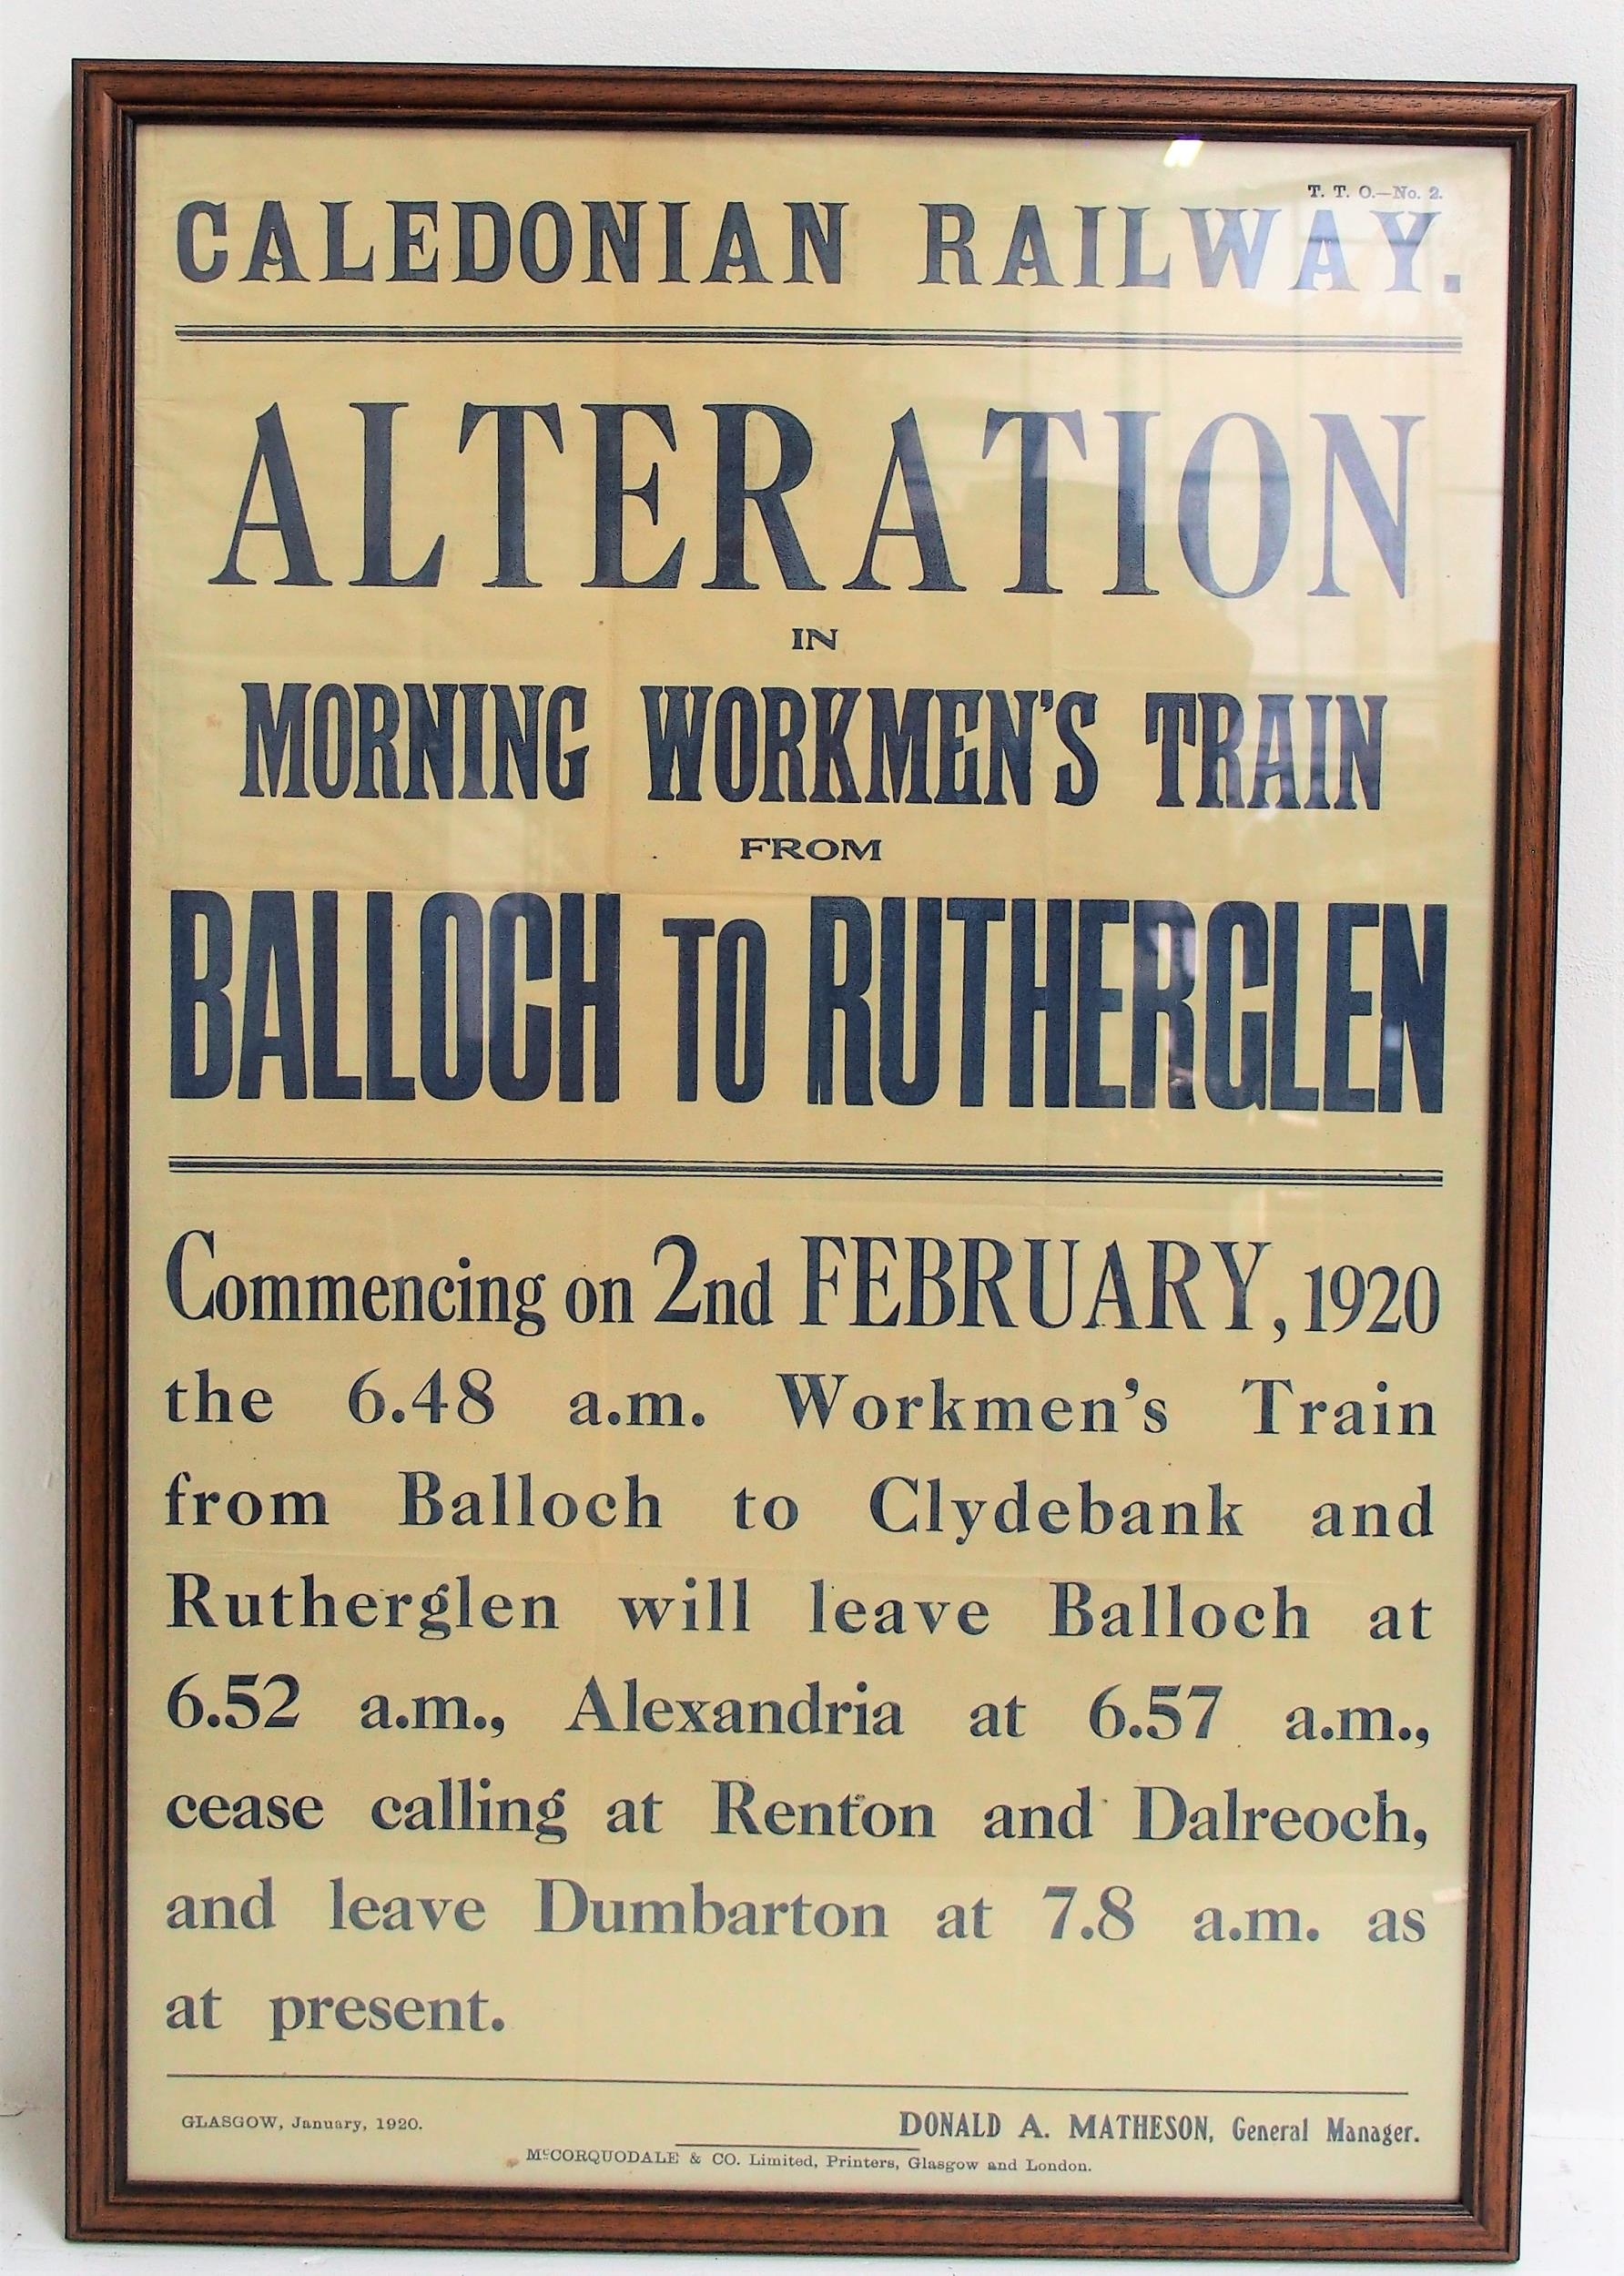 T. T. O.—No. 2.
CALEDONIAN RAILWAY.
ALTERATION
IN
MORNING WORKMEN'S TRAIN
FROM
BALLOCH TO RUTHERGLEN
Commencing on 2nd FEBRUARY, 1920
the 6.48 a.m. Workmen's Train
from Balloch to Clydebank and
Rutherglen will leave Balloch at
6.52 a.m., Alexandria at 6.57 a.m.,
cease calling at Renton and Dalreoch,
and leave Dumbarton at 7.8 a.m. as
at present.
GLASGOW, January, 1920.
DONALD A. MATHESON, General Manager.
McCORQUODALE & CO. Limited, Printers, Glasgow and London.